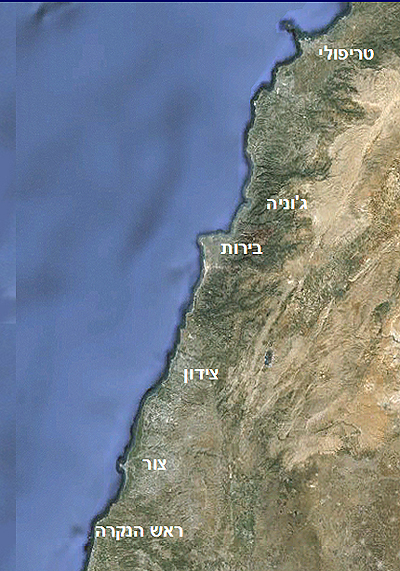 טריפולי
ג'וניה
בירות
צידון
צור
ראש הנקרה